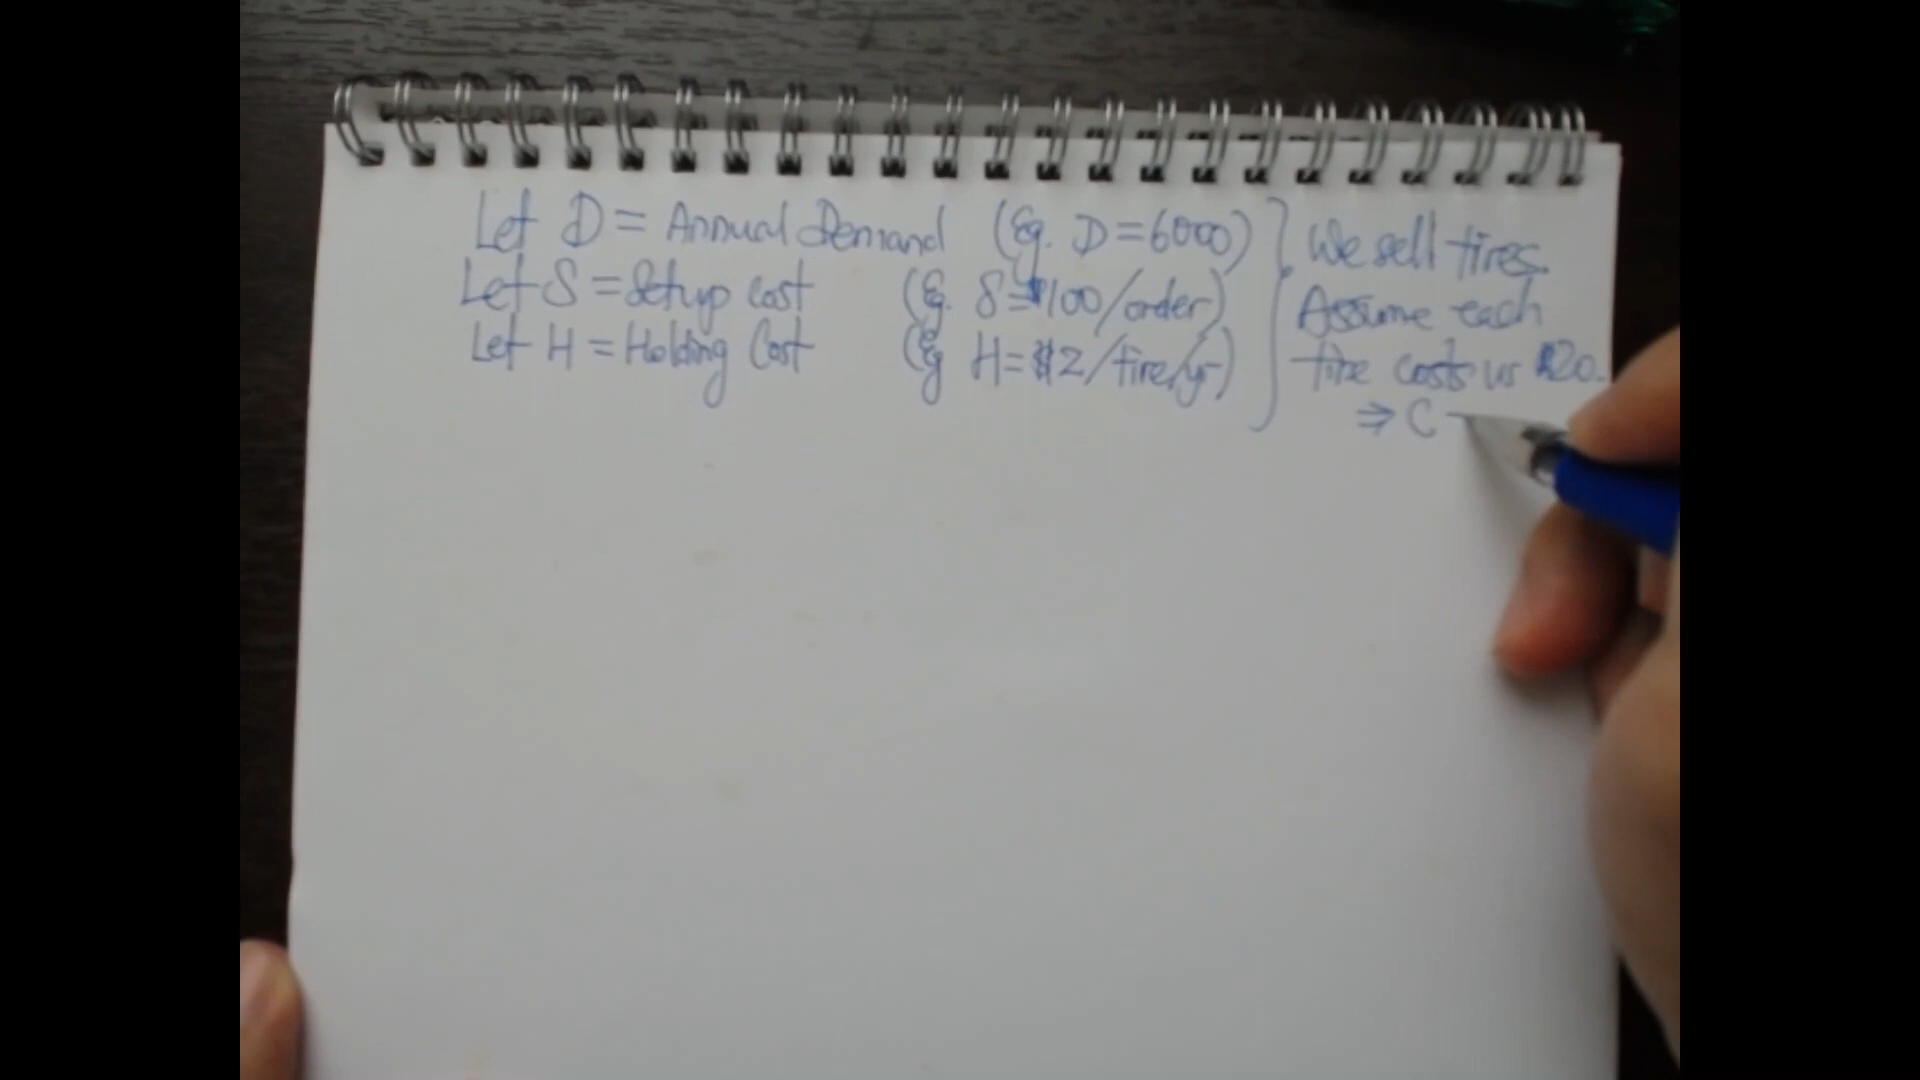 Let D = Annual Demand (Eg. D = 6000)
Let S = Setup Cost (Eg. S = $100/order)
Let H = Holding Cost (Eg H = $2/tire/yr)
We sell tires.
Assume each
tire costs us $20.
⇒ C